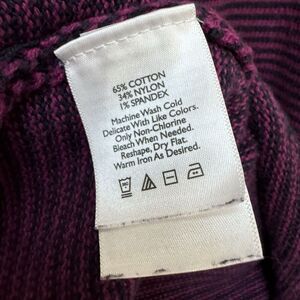 65% COTTON
34% NYLON
1% SPANDEX
Machine Wash Cold
Delicate With Like Colors.
Only Non-Chlorine
Bleach When Needed.
Reshape, Dry Flat.
Warm Iron As Desired.